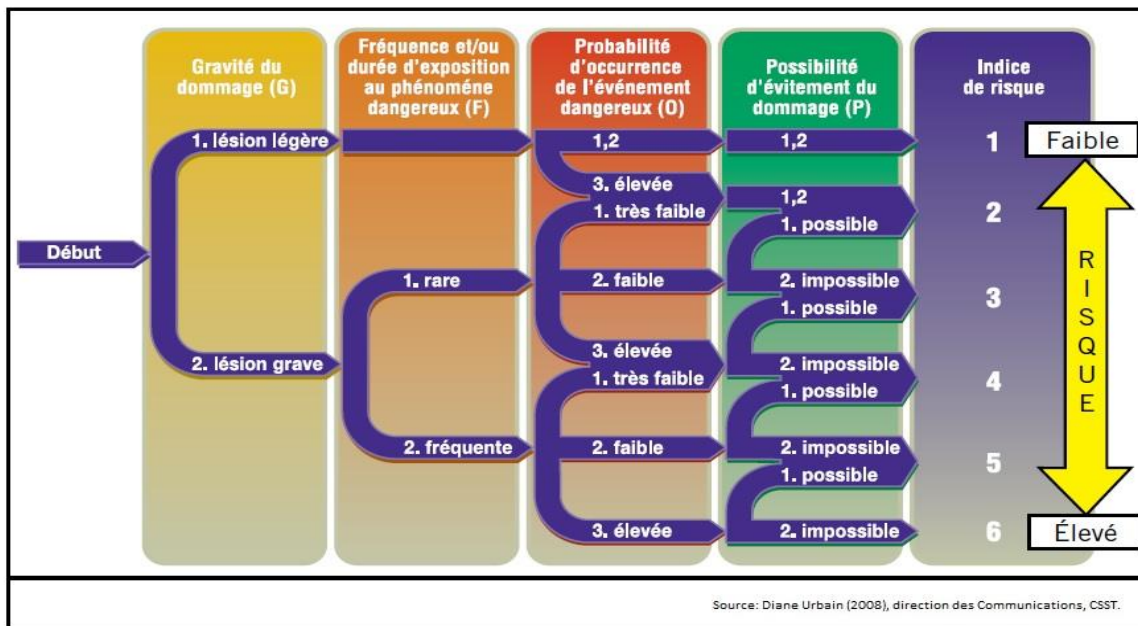 Gravité du
dommage (G)
Fréquence et/ou
durée d'exposition
au phénoméne
dangereux (F)
Probabilité
d'occurrence
de l'événement
dangereux (O)
Possibilité
d'évitement du
dommage (P)
Indice
de risque
Début
1. lésion légère
2. lésion grave
1. rare
2. fréquente
1,2
3. élevée
1. très faible
2. faible
3. élevée
1. très faible
2. faible
3. élevée
1,2
1,2
1. possible
2. impossible
1. possible
2. impossible
1. possible
2. impossible
1. possible
2. impossible
1
2
3
4
5
6
Faible
R
I
S
Q
U
E
Élevé
Source: Diane Urbain (2008), direction des Communications, CSST.